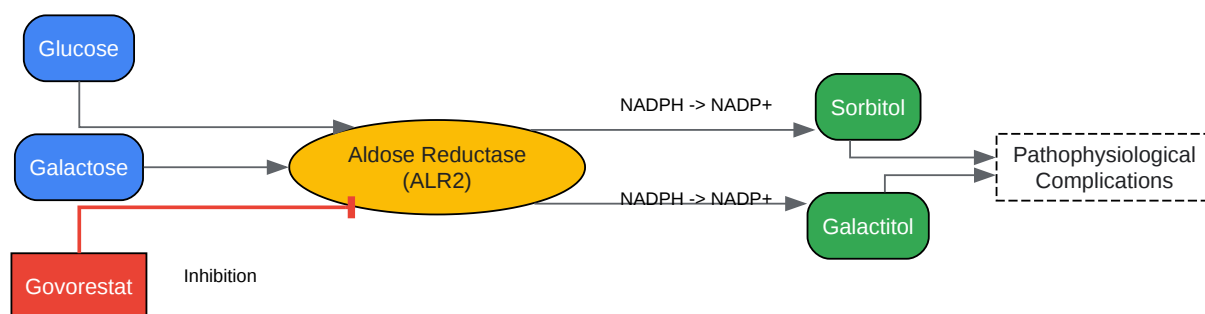 Glucose
NADPH -> NADP+
Sorbitol
Aldose Reductase
(ALR2)
Galactose
Pathophysiological
Complications
NADPH -> NADP+
Galactitol
Inhibition
Govorestat